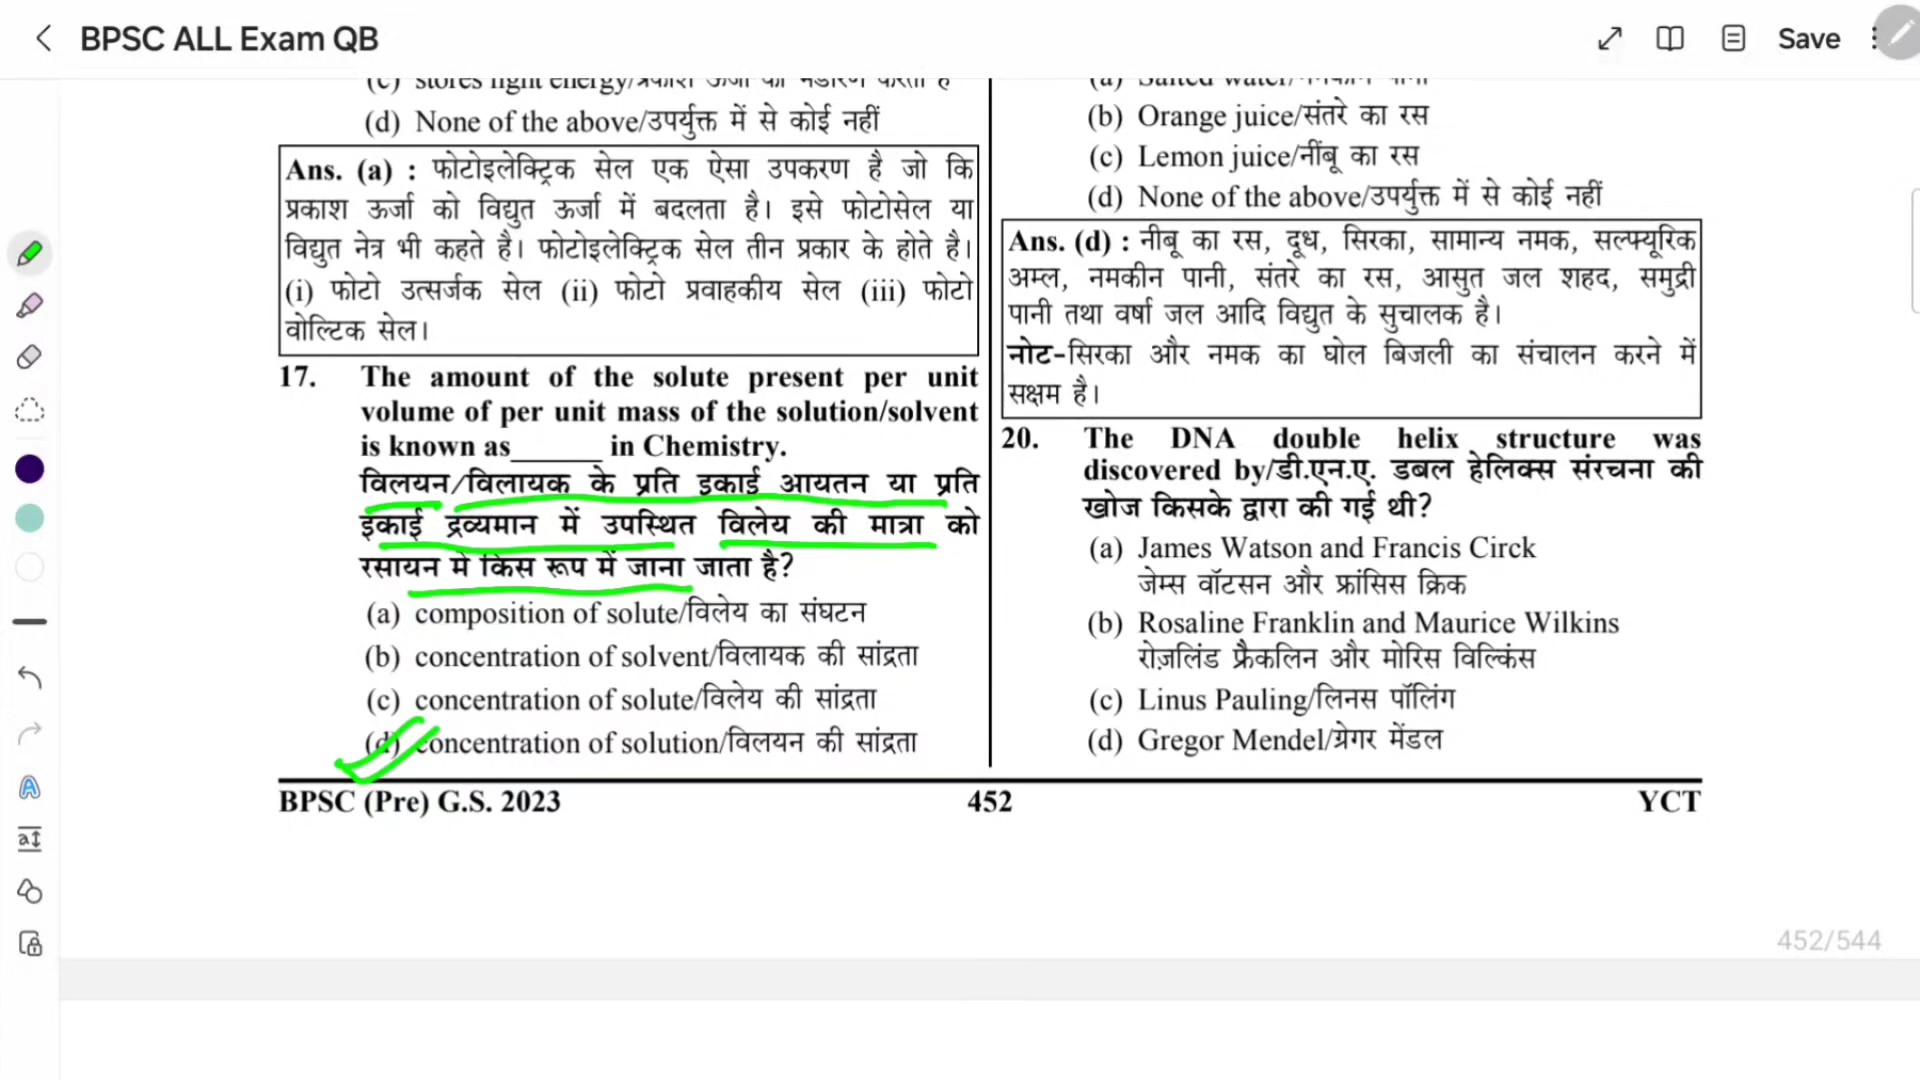 BPSC ALL Exam QB
Save
(d) None of the above/उपर्युक्त में से कोई नहीं
Ans. (a) : फोटोइलेक्ट्रिक सेल एक ऐसा उपकरण है जो कि
प्रकाश ऊर्जा को विद्युत ऊर्जा में बदलता है। इसे फोटोसेल या
विद्युत नेत्र भी कहते है। फोटोइलेक्ट्रिक सेल तीन प्रकार के होते है।
(i) फोटो उत्सर्जक सेल (ii) फोटो प्रवाहकीय सेल (iii) फोटो
वोल्टिक सेल।
17. The amount of the solute present per unit
volume of per unit mass of the solution/solvent
is known as______ in Chemistry.
विलयन/विलायक के प्रति इकाई आयतन या प्रति
इकाई द्रव्यमान में उपस्थित विलेय की मात्रा को
रसायन मे किस रूप में जाना जाता है?
(a) composition of solute/विलेय का संघटन
(b) concentration of solvent/विलायक की सांद्रता
(c) concentration of solute/विलेय की सांद्रता
(d) concentration of solution/विलयन की सांद्रता
(b) Orange juice/संतरे का रस
(c) Lemon juice/नींबू का रस
(d) None of the above/उपर्युक्त में से कोई नहीं
Ans. (d) : नीबू का रस, दूध, सिरका, सामान्य नमक, सल्फ्यूरिक
अम्ल, नमकीन पानी, संतरे का रस, आसुत जल शहद, समुद्री
पानी तथा वर्षा जल आदि विद्युत के सुचालक है।
नोट-सिरका और नमक का घोल बिजली का संचालन करने में
सक्षम है।
20. The DNA double helix structure was
discovered by/डी.एन.ए. डबल हेलिक्स संरचना की
खोज किसके द्वारा की गई थी?
(a) James Watson and Francis Circk
जेम्स वॉटसन और फ्रांसिस क्रिक
(b) Rosaline Franklin and Maurice Wilkins
रोज़लिंड फ्रैंकलिन और मोरिस विल्किंस
(c) Linus Pauling/लिनस पॉलिंग
(d) Gregor Mendel/ग्रेगर मेंडल
BPSC (Pre) G.S. 2023 452 YCT
452/544